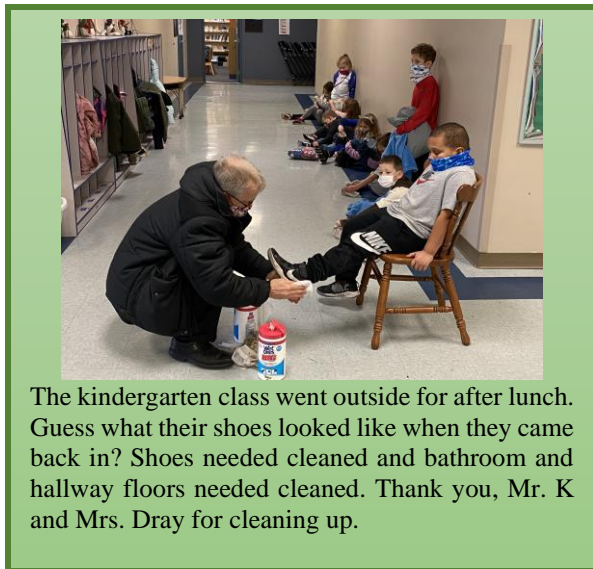 NIKE
The kindergarten class went outside for after lunch.
Guess what their shoes looked like when they came
back in? Shoes needed cleaned and bathroom and
hallway floors needed cleaned. Thank you, Mr. K
and Mrs. Dray for cleaning up.